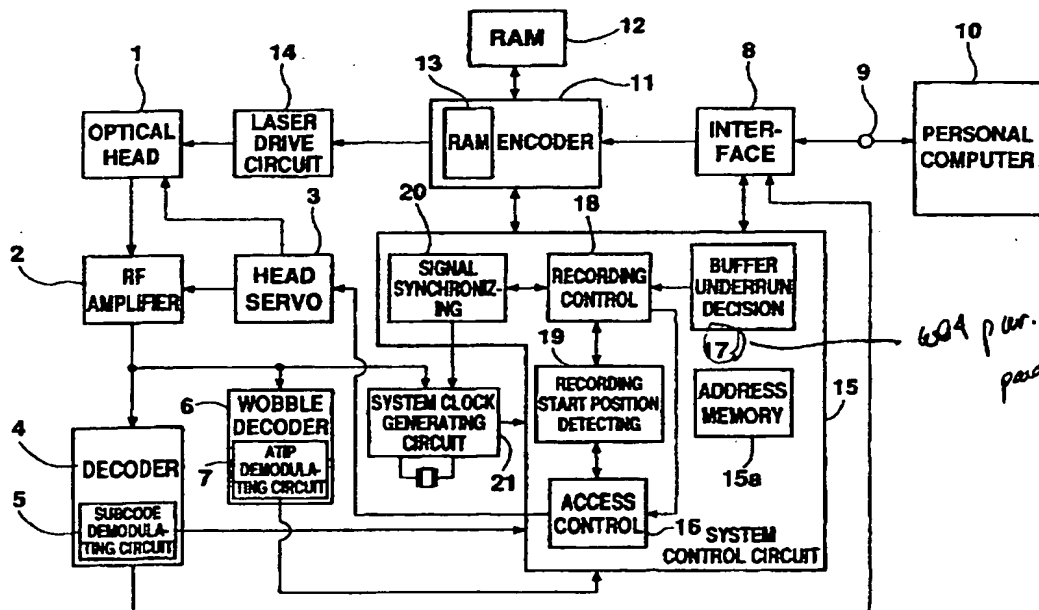 RAM
12
1
14
13
11
8
10
9
OPTICAL
HEAD
LASER
DRIVE
CIRCUIT
RAM
ENCODER
INTER-
FACE
PERSONAL
COMPUTER
20
18
3
2
RF
AMPLIFIER
HEAD
SERVO
SIGNAL
SYNCHRONIZ-
ING
RECORDING
CONTROL
BUFFER
UNDERRUN
DECISION
17
19
RECORDING
START POSITION
DETECTING
ADDRESS
MEMORY
15
15a
6
WOBBLE
DECODER
7
ATIP
DEMODULA-
TING CIRCUIT
SYSTEM CLOCK
GENERATING
CIRCUIT
21
4
DECODER
5
SUBCODE
DEMODULA-
TING CIRCUIT
ACCESS
CONTROL
16
SYSTEM
CONTROL CIRCUIT